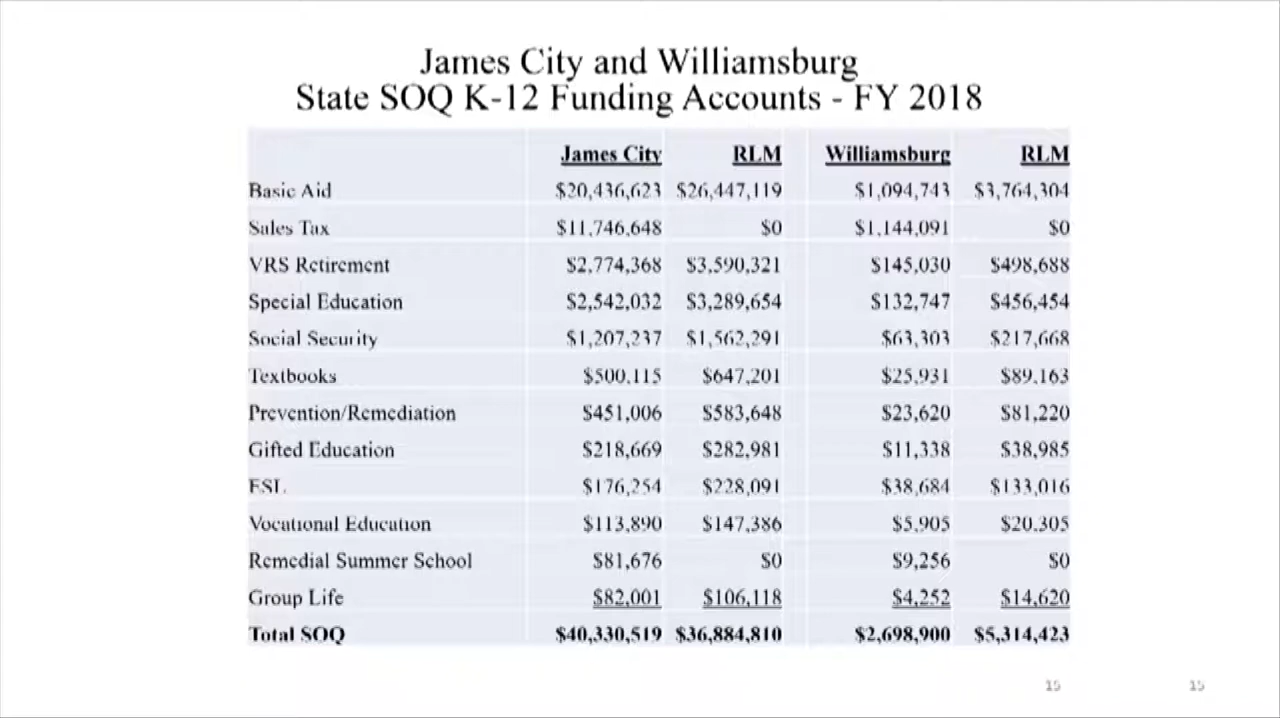 James City and Williamsburg
State SOQ K-12 Funding Accounts - FY 2018
James City RLM Williamsburg RLM
Basic Aid $20,436,623 $26,447,119 $1,094,743 $3,764,304
Sales Tax $11,746,648 $0 $1,144,091 $0
VRS Retirement $2,774,368 $3,590,321 $145,030 $498,688
Special Education $2,542,032 $3,289,654 $132,747 $456,454
Social Security $1,207,237 $1,562,291 $63,303 $217,668
Textbooks $500,115 $647,201 $25,931 $89,163
Prevention/Remediation $451,006 $583,648 $23,620 $81,220
Gifted Education $218,669 $282,981 $11,338 $38,985
ESL $176,254 $228,091 $38,684 $133,016
Vocational Education $113,890 $147,386 $5,905 $20,305
Remedial Summer School $81,676 $0 $9,256 $0
Group Life $82,001 $106,118 $4,252 $14,620
Total SOQ $40,330,519 $36,884,810 $2,698,900 $5,314,423